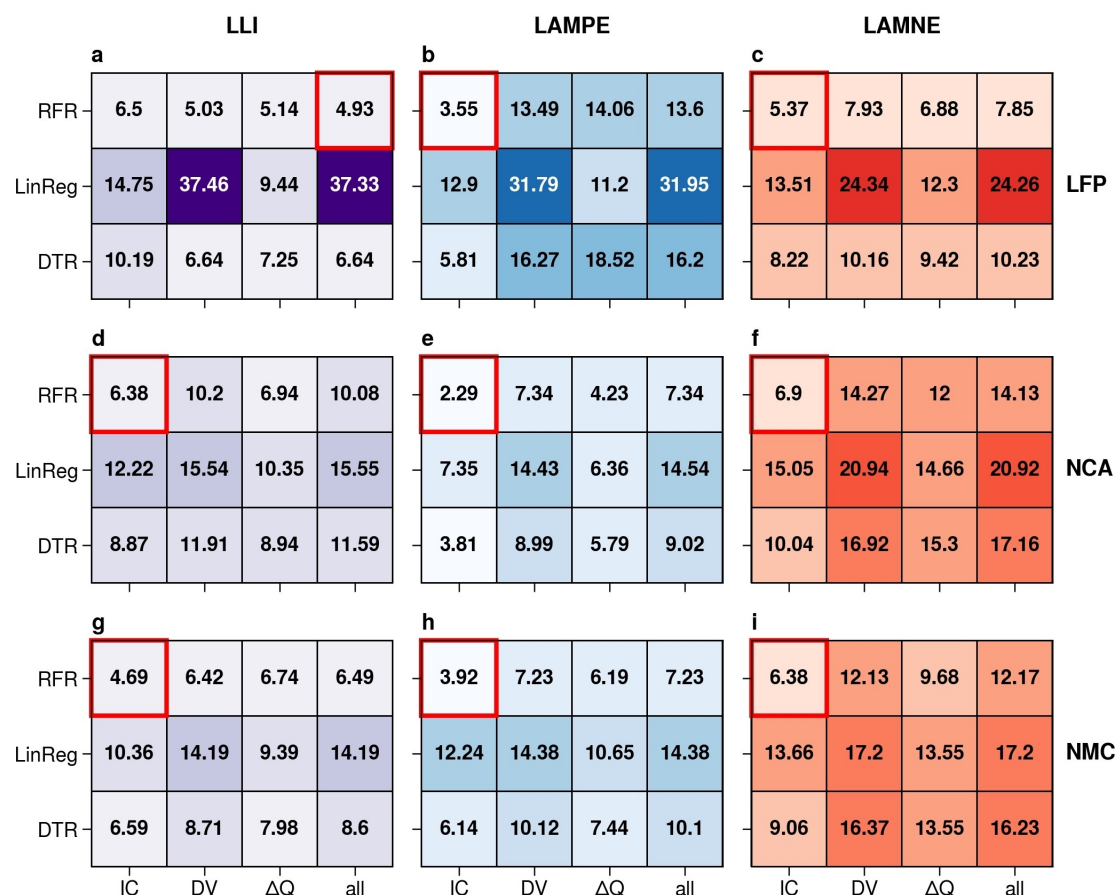 LLI LAMPE LAMNE
a b c
RFR 6.5 5.03 5.14 4.93 3.55 13.49 14.06 13.6 5.37 7.93 6.88 7.85
LinReg 14.75 37.46 9.44 37.33 12.9 31.79 11.2 31.95 13.51 24.34 12.3 24.26 LFP
DTR 10.19 6.64 7.25 6.64 5.81 16.27 18.52 16.2 8.22 10.16 9.42 10.23
d e f
RFR 6.38 10.2 6.94 10.08 2.29 7.34 4.23 7.34 6.9 14.27 12 14.13
LinReg 12.22 15.54 10.35 15.55 7.35 14.43 6.36 14.54 15.05 20.94 14.66 20.92 NCA
DTR 8.87 11.91 8.94 11.59 3.81 8.99 5.79 9.02 10.04 16.92 15.3 17.16
g h i
RFR 4.69 6.42 6.74 6.49 3.92 7.23 6.19 7.23 6.38 12.13 9.68 12.17
LinReg 10.36 14.19 9.39 14.19 12.24 14.38 10.65 14.38 13.66 17.2 13.55 17.2 NMC
DTR 6.59 8.71 7.98 8.6 6.14 10.12 7.44 10.1 9.06 16.37 13.55 16.23
IC DV ΔQ all IC DV ΔQ all IC DV ΔQ all